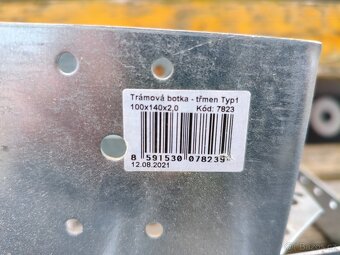 Trámová botka - třmen Typ1
100x140x2,0 Kód: 7823
8 591530 078239
12.08.2021